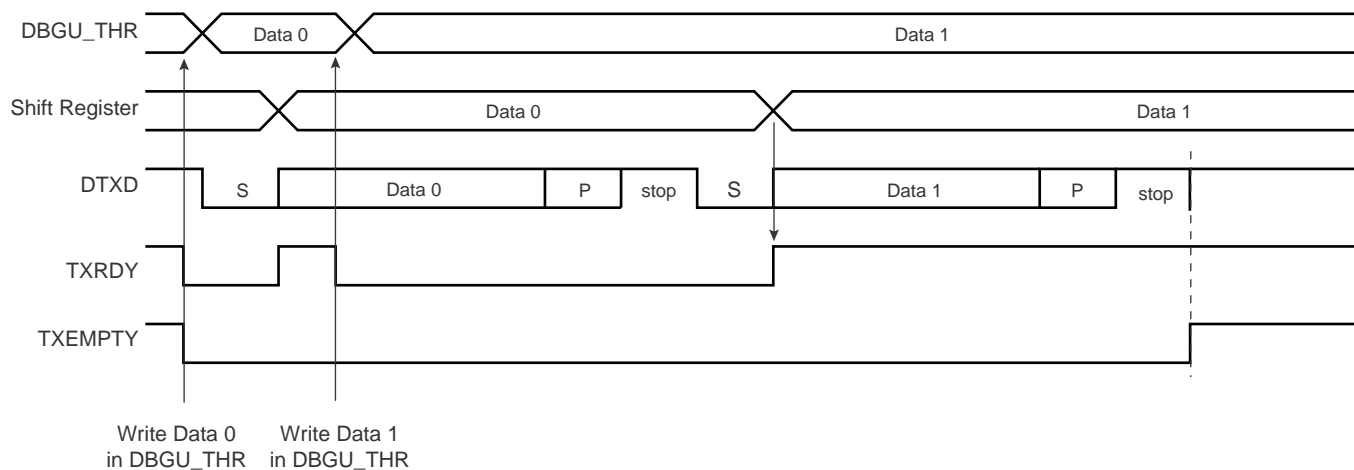 DBGU_THR Data 0 Data 1
Shift Register Data 0 Data 1
DTXD S Data 0 P stop S Data 1 P stop
TXRDY
TXEMPTY
Write Data 0 Write Data 1
in DBGU_THR in DBGU_THR